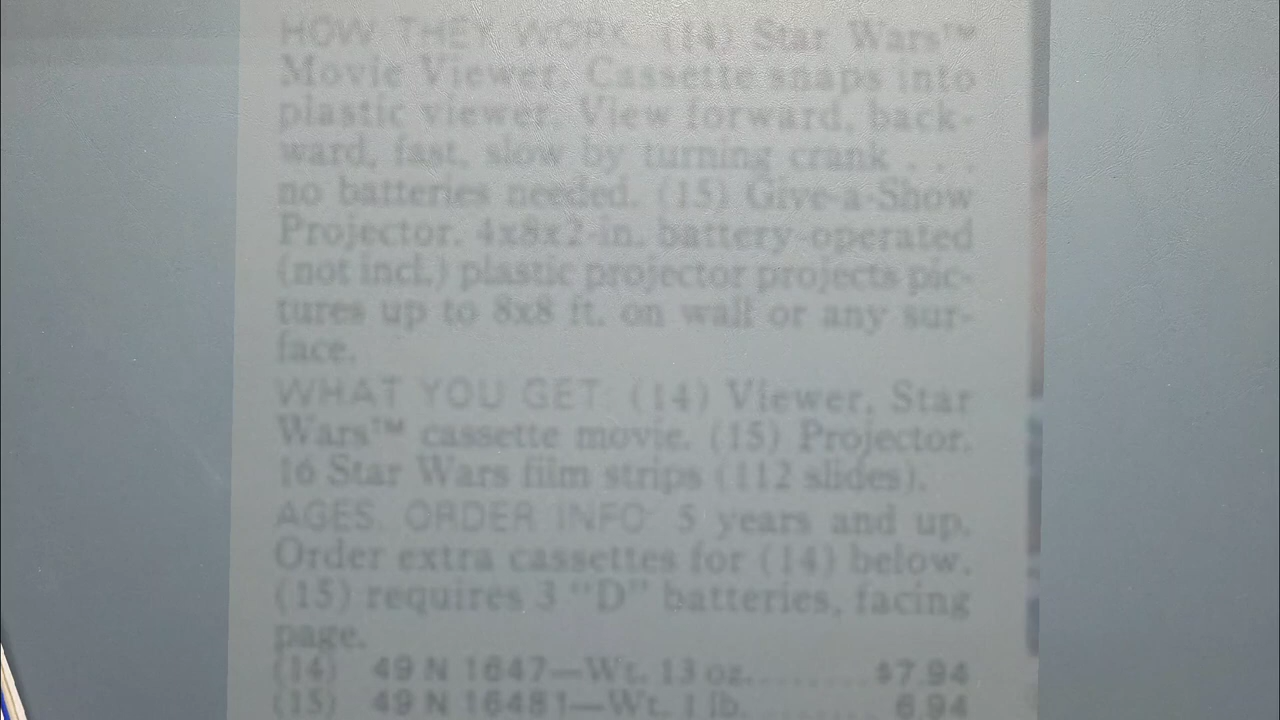 HOW THEY WORK. (14) Star Wars™
Movie Viewer. Cassette snaps into
plastic viewer. View forward, back-
ward, fast, slow by turning crank . . .
no batteries needed. (15) Give-a-Show
Projector. 4x8x2-in. battery-operated
(not incl.) plastic projector projects pic-
tures up to 8x8 ft. on wall or any sur-
face.
WHAT YOU GET: (14) Viewer, Star
Wars™ cassette movie. (15) Projector.
16 Star Wars film strips (112 slides).
AGES, ORDER INFO: 5 years and up.
Order extra cassettes for (14) below.
(15) requires 3 "D" batteries, facing
page.
(14) 49 N 1647—Wt. 13 oz........... $7.94
(15) 49 N 16481—Wt. 1 lb........... 6.94